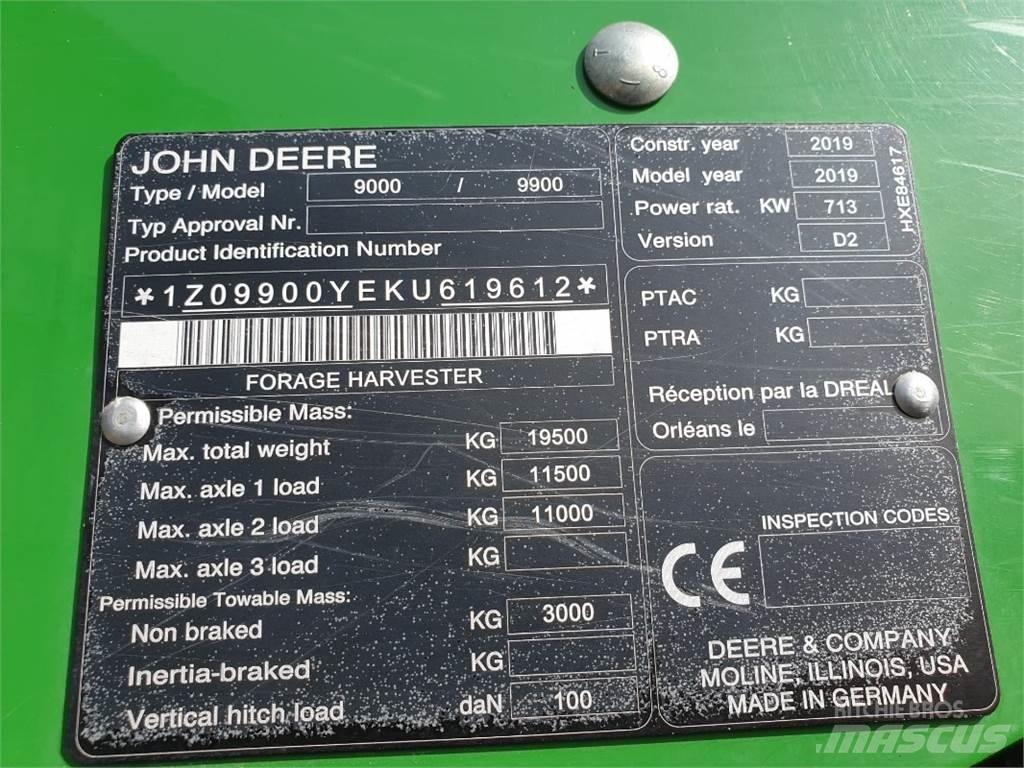 JOHN DEERE
Type / Model 9000 / 9900
Typ Approval Nr.
Product Identification Number
*1Z09900YEKU619612*
FORAGE HARVESTER
Permissible Mass:
Max. total weight KG 19500
Max. axle 1 load KG 11500
Max. axle 2 load KG 11000
Max. axle 3 load KG
Permissible Towable Mass:
Non braked KG 3000
Inertia-braked KG
Vertical hitch load daN 100
Constr. year 2019
Model year 2019
Power rat. KW 713
Version D2
HXE84617
PTAC KG
PTRA KG
Réception par la DREAL
Orléans le
INSPECTION CODES
CE
DEERE & COMPANY
MOLINE, ILLINOIS, USA
MADE IN GERMANY
MASCUS